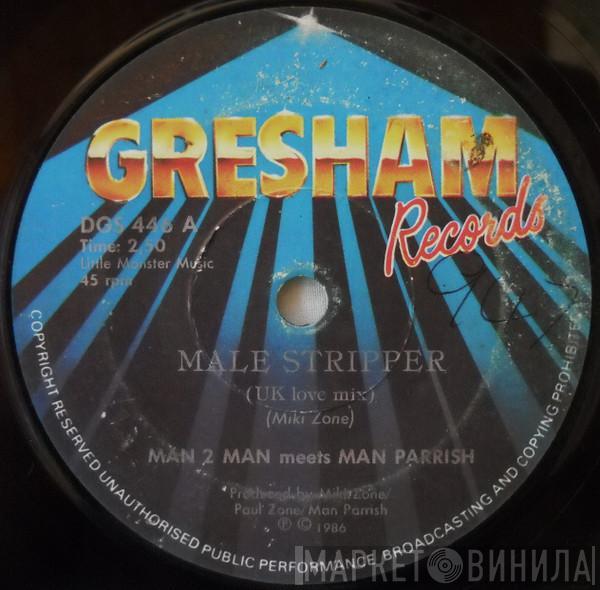 GRESHAM
Records
DGS 446 A
Time: 2.50
Little Monster Music
45 rpm
MALE STRIPPER
(UK love mix)
(Miki Zone)
MAN 2 MAN meets MAN PARRISH
Produced by Miki Zone/
Paul Zone/ Man Parrish
℗ © 1986
COPYRIGHT RESERVED UNAUTHORISED PUBLIC PERFORMANCE, BROADCASTING AND COPYING PROHIBITED
МАРКЕТ ВИНИЛА